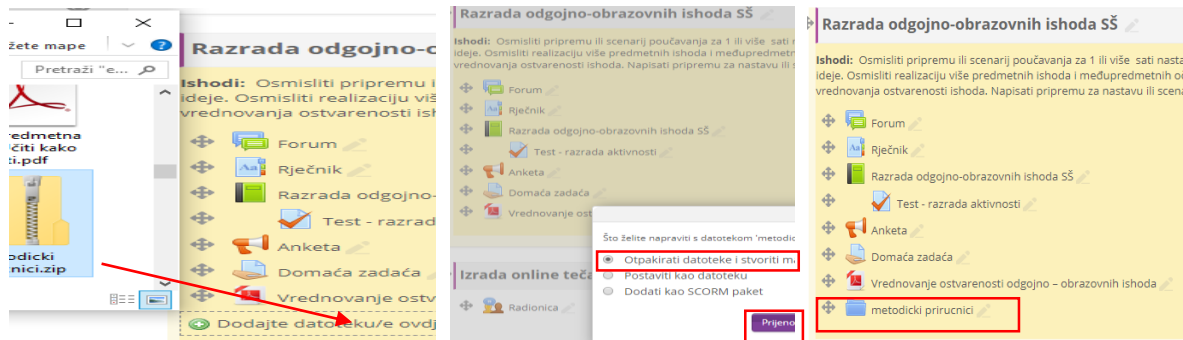 žete mape
Pretraži "e...
edmetna
čiti kako
ti.pdf
odicki
nici.zip
Razrada odgojno-o
Ishodi: Osmisliti pripremu i
ideje. Osmisliti realizaciju viš
vrednovanja ostvarenosti ish
Forum
Rječnik
Razrada odgojno-
Test - razrad
Anketa
Domaća zadaća
Vrednovanje ostv
Dodajte datoteku/e ovdj
Razrada odgojno-obrazovnih ishoda SŠ
Ishodi: Osmisliti pripremu ili scenarij poučavanja za 1 ili više sati n
ideje. Osmisliti realizaciju više predmetnih ishoda i međupredmetn
vrednovanja ostvarenosti ishoda. Napisati pripremu za nastavu ili s
Forum
Rječnik
Razrada odgojno-obrazovnih ishoda SŠ
Test - razrada aktivnosti
Anketa
Domaća zadaća
Vrednovanje ost
Izrada online teča
Radionica
Što želite napraviti s datotekom 'metodic
Otpakirati datoteke i stvoriti ma
Postaviti kao datoteku
Dodati kao SCORM paket
Prijeno
Razrada odgojno-obrazovnih ishoda SŠ
Ishodi: Osmisliti pripremu ili scenarij poučavanja za 1 ili više sati nasta
ideje. Osmisliti realizaciju više predmetnih ishoda i međupredmetnih od
vrednovanja ostvarenosti ishoda. Napisati pripremu za nastavu ili scena
Forum
Rječnik
Razrada odgojno-obrazovnih ishoda SŠ
Test - razrada aktivnosti
Anketa
Domaća zadaća
Vrednovanje ostvarenosti odgojno – obrazovnih ishoda
metodicki prirucnici